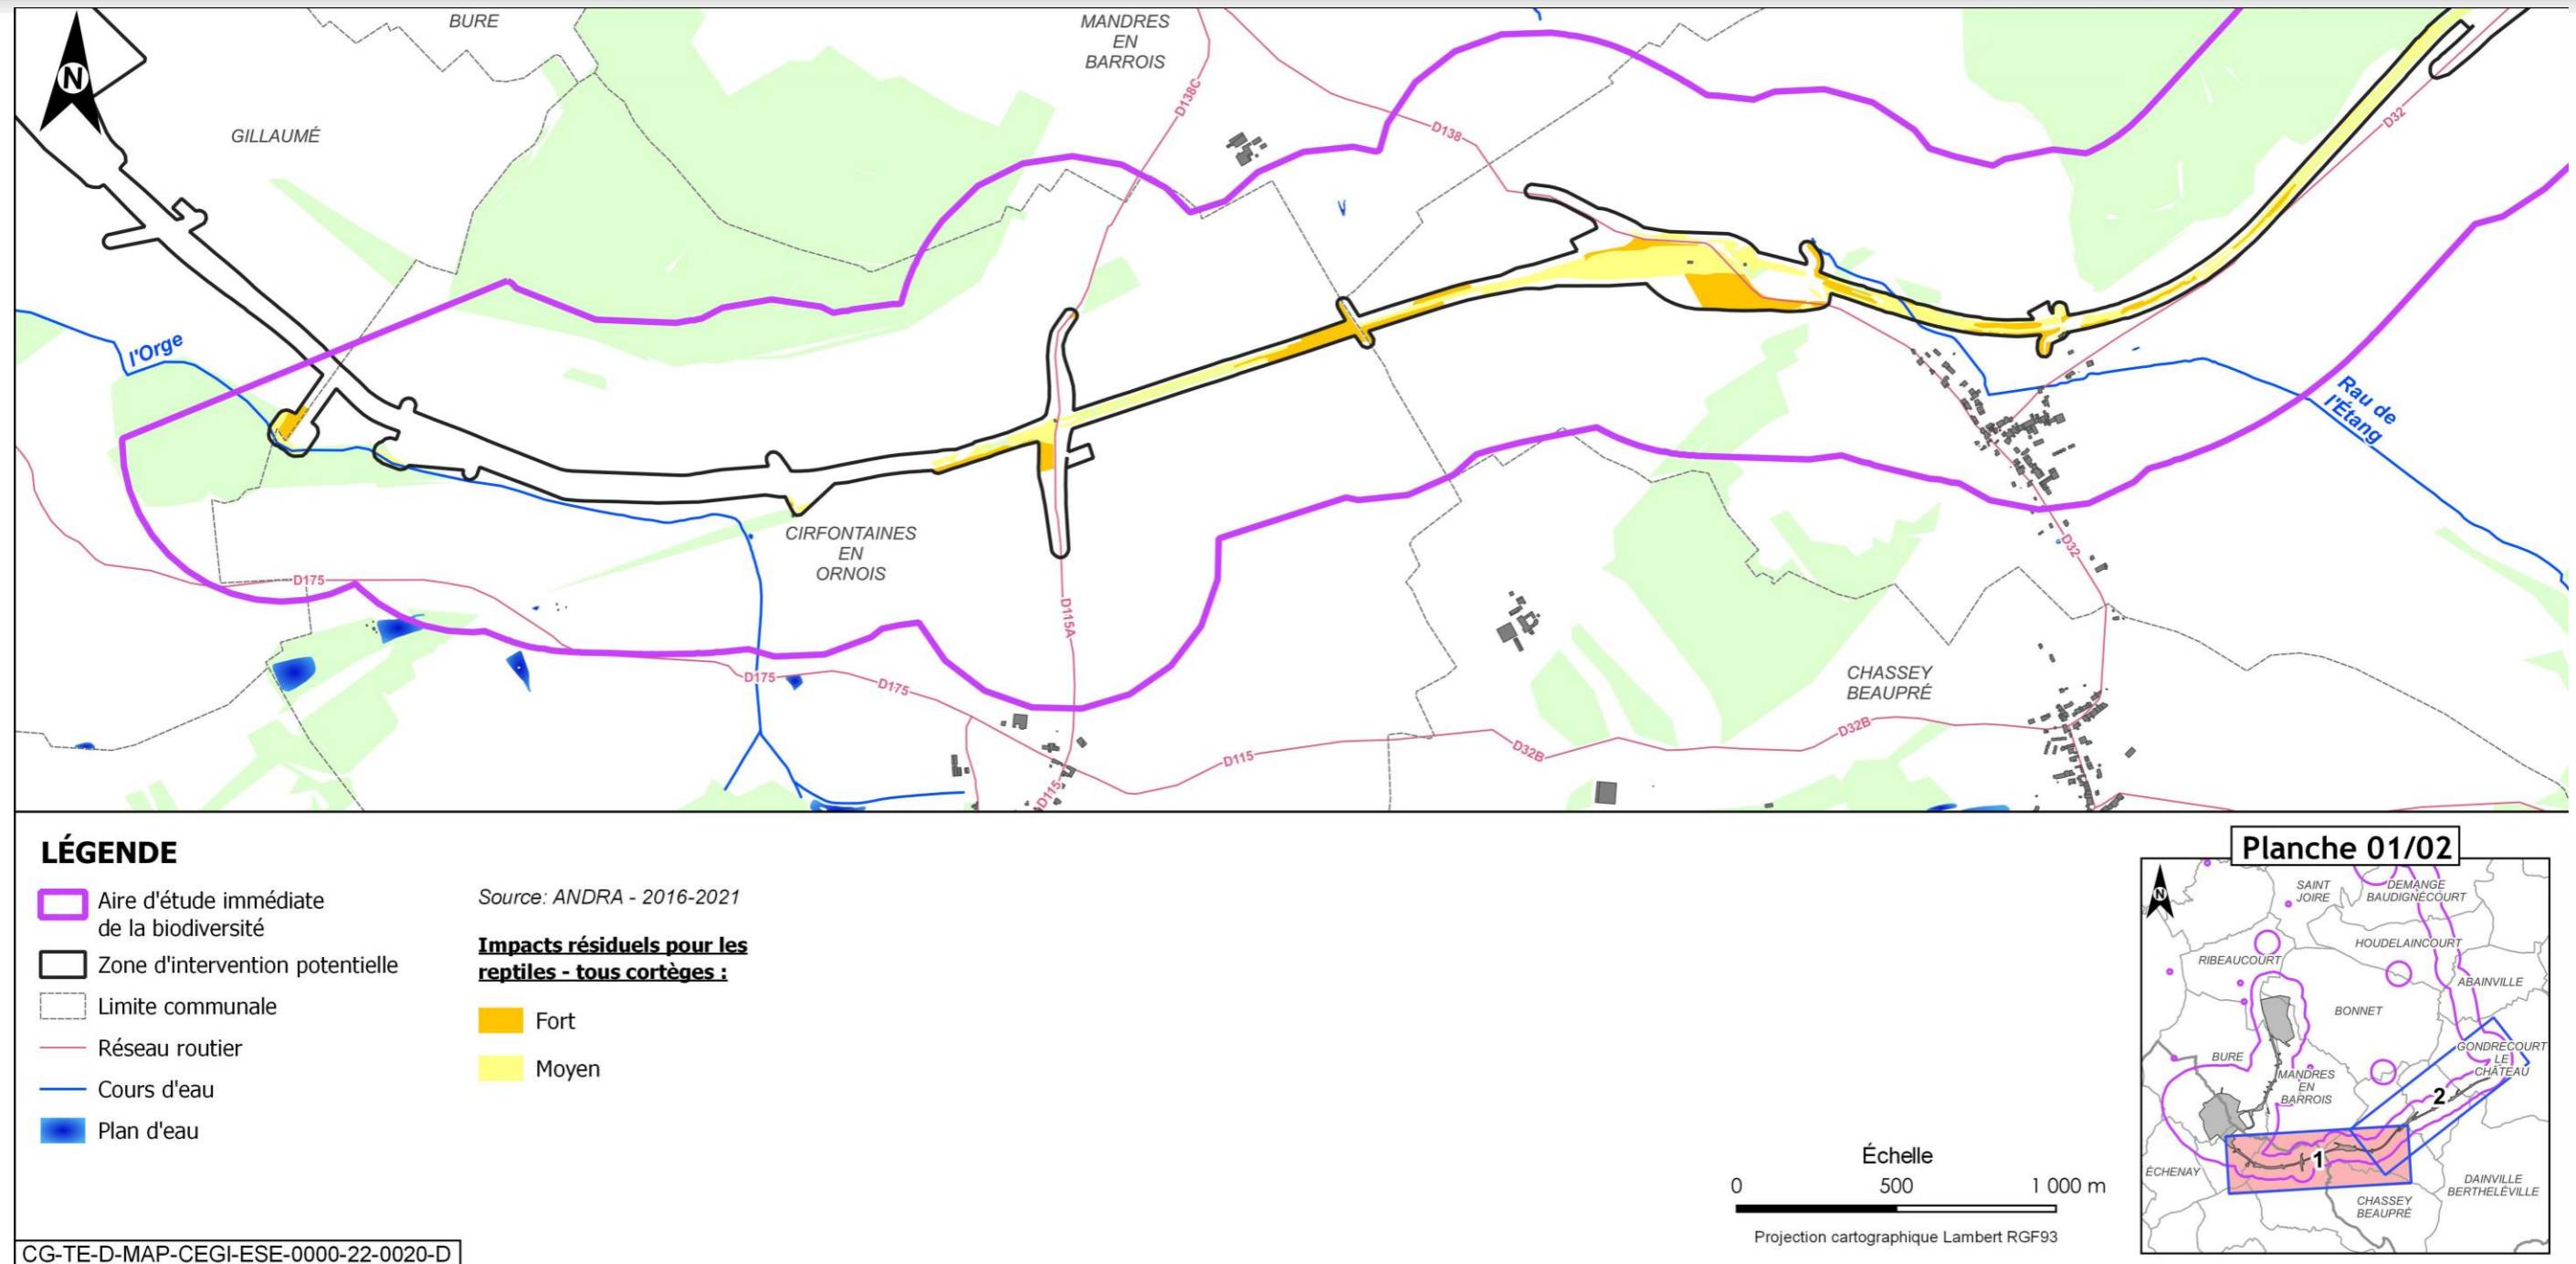 BURE
MANDRES
EN
BARROIS
N
GILLAUMÉ
D138C
D138
D32
l'Orge
Rau de
l'Étang
CIRFONTAINES
EN
ORNOIS
D175
D115A
D32
D175
D175
CHASSEY
BEAUPRÉ
D115
D32B
D32B
D115
LÉGENDE
Aire d'étude immédiate
de la biodiversité
Zone d'intervention potentielle
Limite communale
Réseau routier
Cours d'eau
Plan d'eau
Source: ANDRA - 2016-2021
Impacts résiduels pour les
reptiles - tous cortèges :
Fort
Moyen
Échelle
0 500 1 000 m
Projection cartographique Lambert RGF93
Planche 01/02
N
SAINT
JOIRE
DEMANGE
BAUDIGNÉCOURT
HOUDELAINCOURT
RIBEAUCOURT
ABAINVILLE
BONNET
BURE
GONDRECOURT
LE
CHÂTEAU
MANDRES
EN
BARROIS
2
1
ÉCHENAY
DAINVILLE
BERTHELÉVILLE
CHASSEY
BEAUPRÉ
CG-TE-D-MAP-CEGI-ESE-0000-22-0020-D